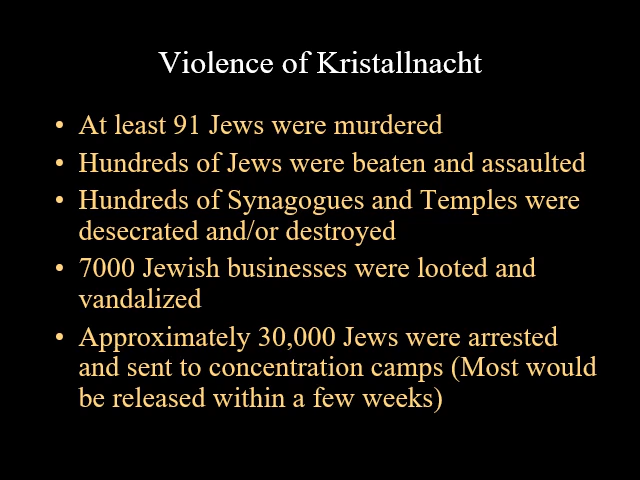 Violence of Kristallnacht
• At least 91 Jews were murdered
• Hundreds of Jews were beaten and assaulted
• Hundreds of Synagogues and Temples were
desecrated and/or destroyed
• 7000 Jewish businesses were looted and
vandalized
• Approximately 30,000 Jews were arrested
and sent to concentration camps (Most would
be released within a few weeks)